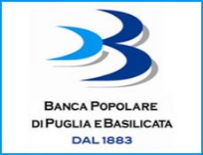 BANCA POPOLARE
DI PUGLIA E BASILICATA
DAL 1883